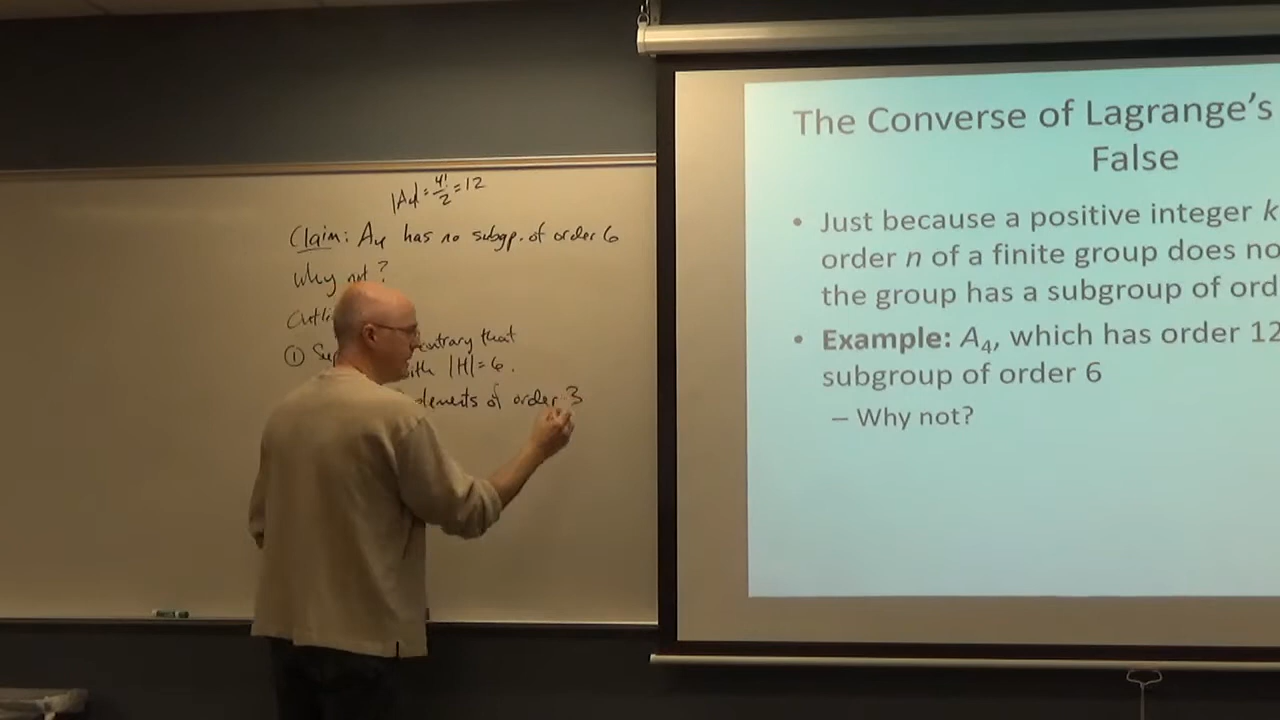 |A₄| = 4!/2 = 12
Claim: A₄ has no subgp. of order 6
Why not?
Outli
① Su ontrary that
ith |H|=6.
elements of order 3
The Converse of Lagrange's
False
• Just because a positive integer k
order n of a finite group does no
the group has a subgroup of ord
• Example: A₄, which has order 12
subgroup of order 6
– Why not?